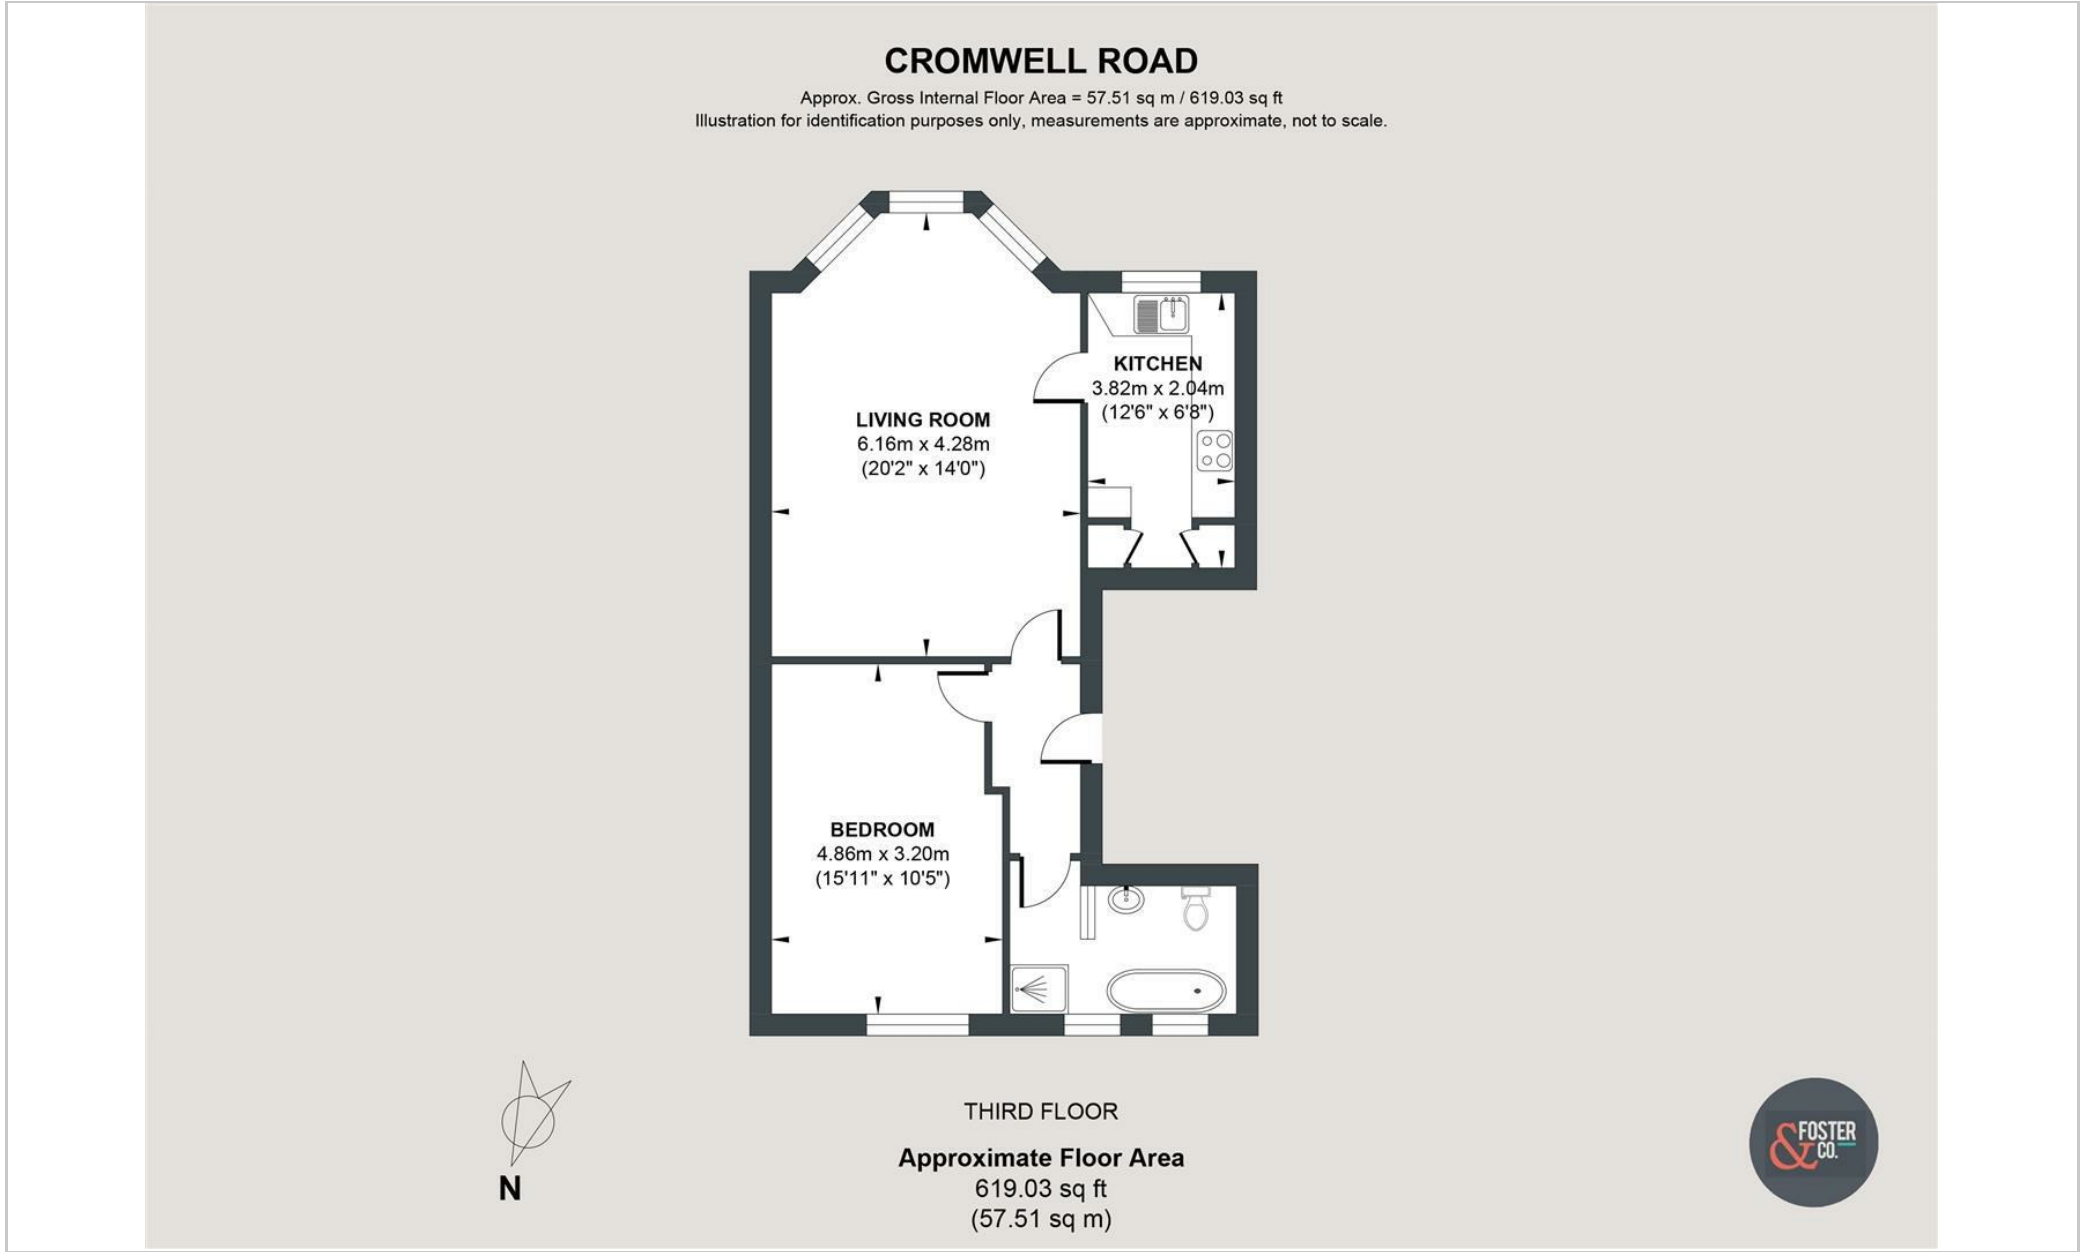 CROMWELL ROAD
Approx. Gross Internal Floor Area = 57.51 sq m / 619.03 sq ft
Illustration for identification purposes only, measurements are approximate, not to scale.
KITCHEN
3.82m x 2.04m
(12'6" x 6'8")
LIVING ROOM
6.16m x 4.28m
(20'2" x 14'0")
BEDROOM
4.86m x 3.20m
(15'11" x 10'5")
N
THIRD FLOOR
Approximate Floor Area
619.03 sq ft
(57.51 sq m)
& FOSTER
CO.